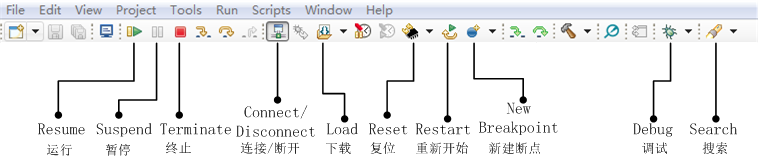 File Edit View Project Tools Run Scripts Window Help
Resume Suspend Terminate Connect/ Disconnect Load Reset Restart New Breakpoint Debug Search
运行 暂停 终止 连接/断开 下载 复位 重新开始 新建断点 调试 搜索